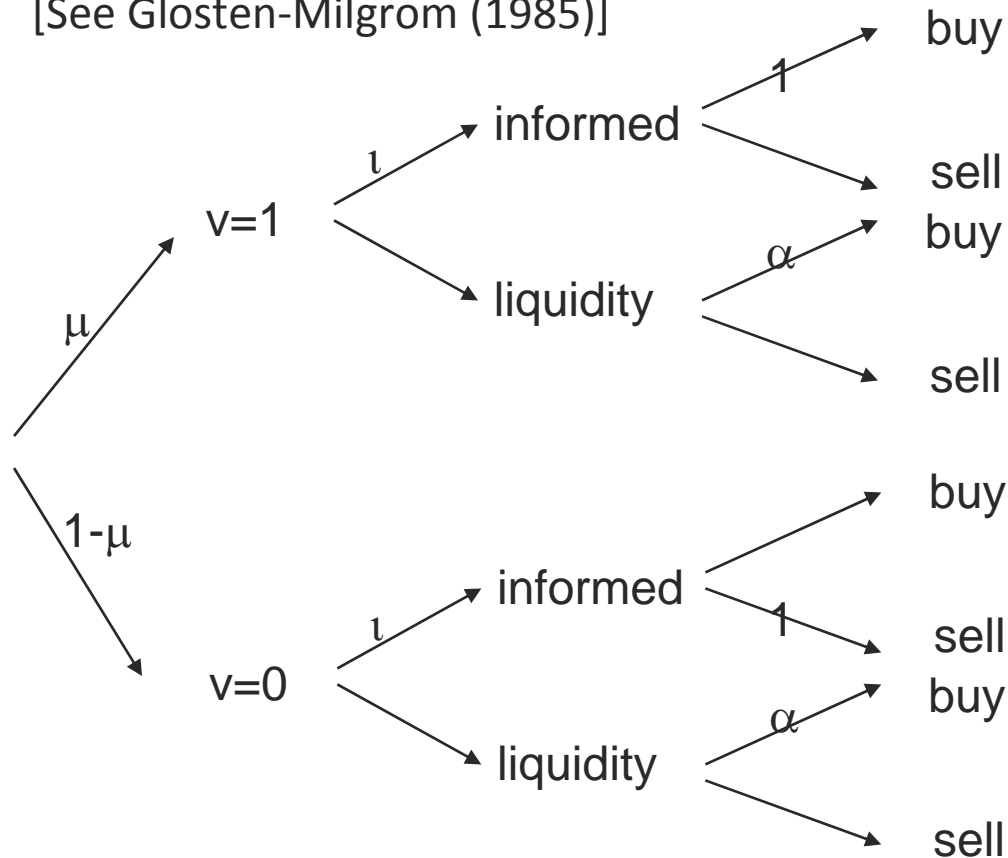 [See Glosten-Milgrom (1985)]
buy
1
informed
ι
sell
v=1
buy
α
liquidity
μ
sell
buy
1-μ
informed
1
ι
sell
v=0
buy
α
liquidity
sell